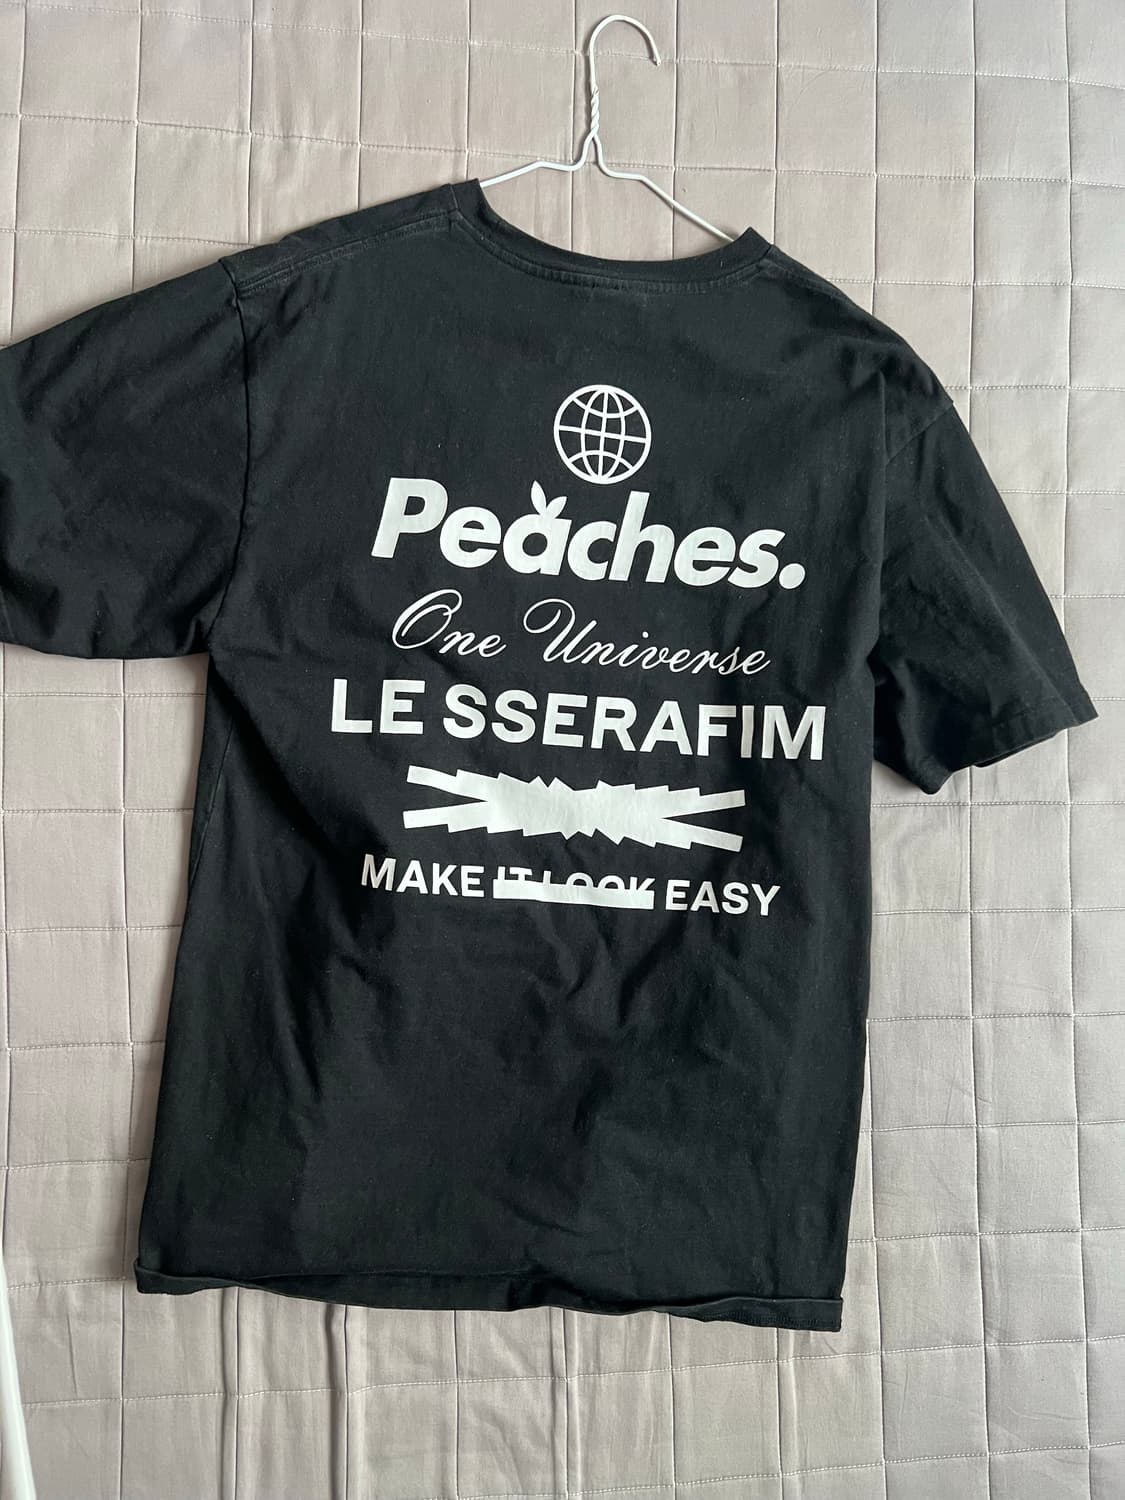 Peaches.
One Universe
LE SSERAFIM
MAKE IT LOOK EASY